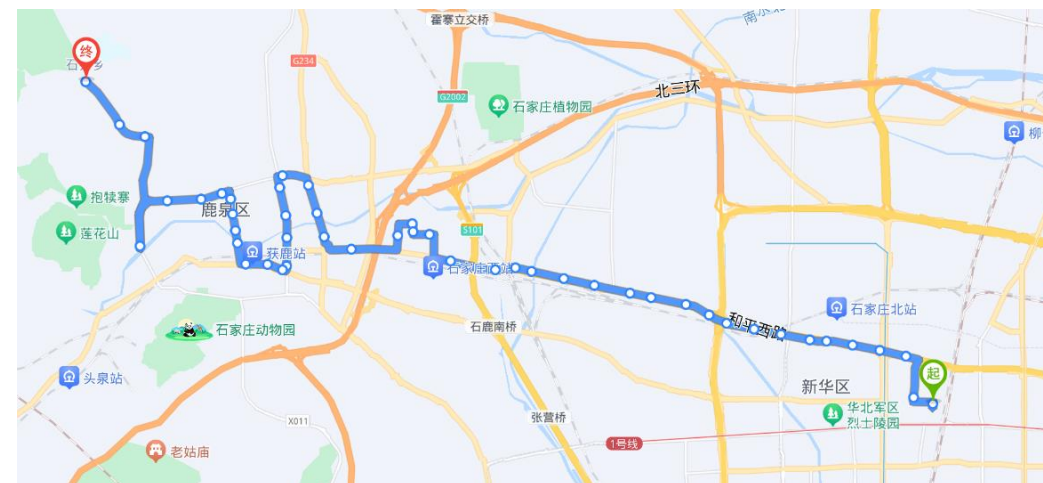 霍寨立交桥
终
G234
G2002
北三环
石家庄植物园
柳
抱犊寨
鹿泉区
莲花山
S101
获鹿站
石家庄西站
石家庄北站
石家庄动物园
石鹿南桥
和平西路
头泉站
起
新华区
华北军区
烈士陵园
张营桥
X011
1号线
老姑庙